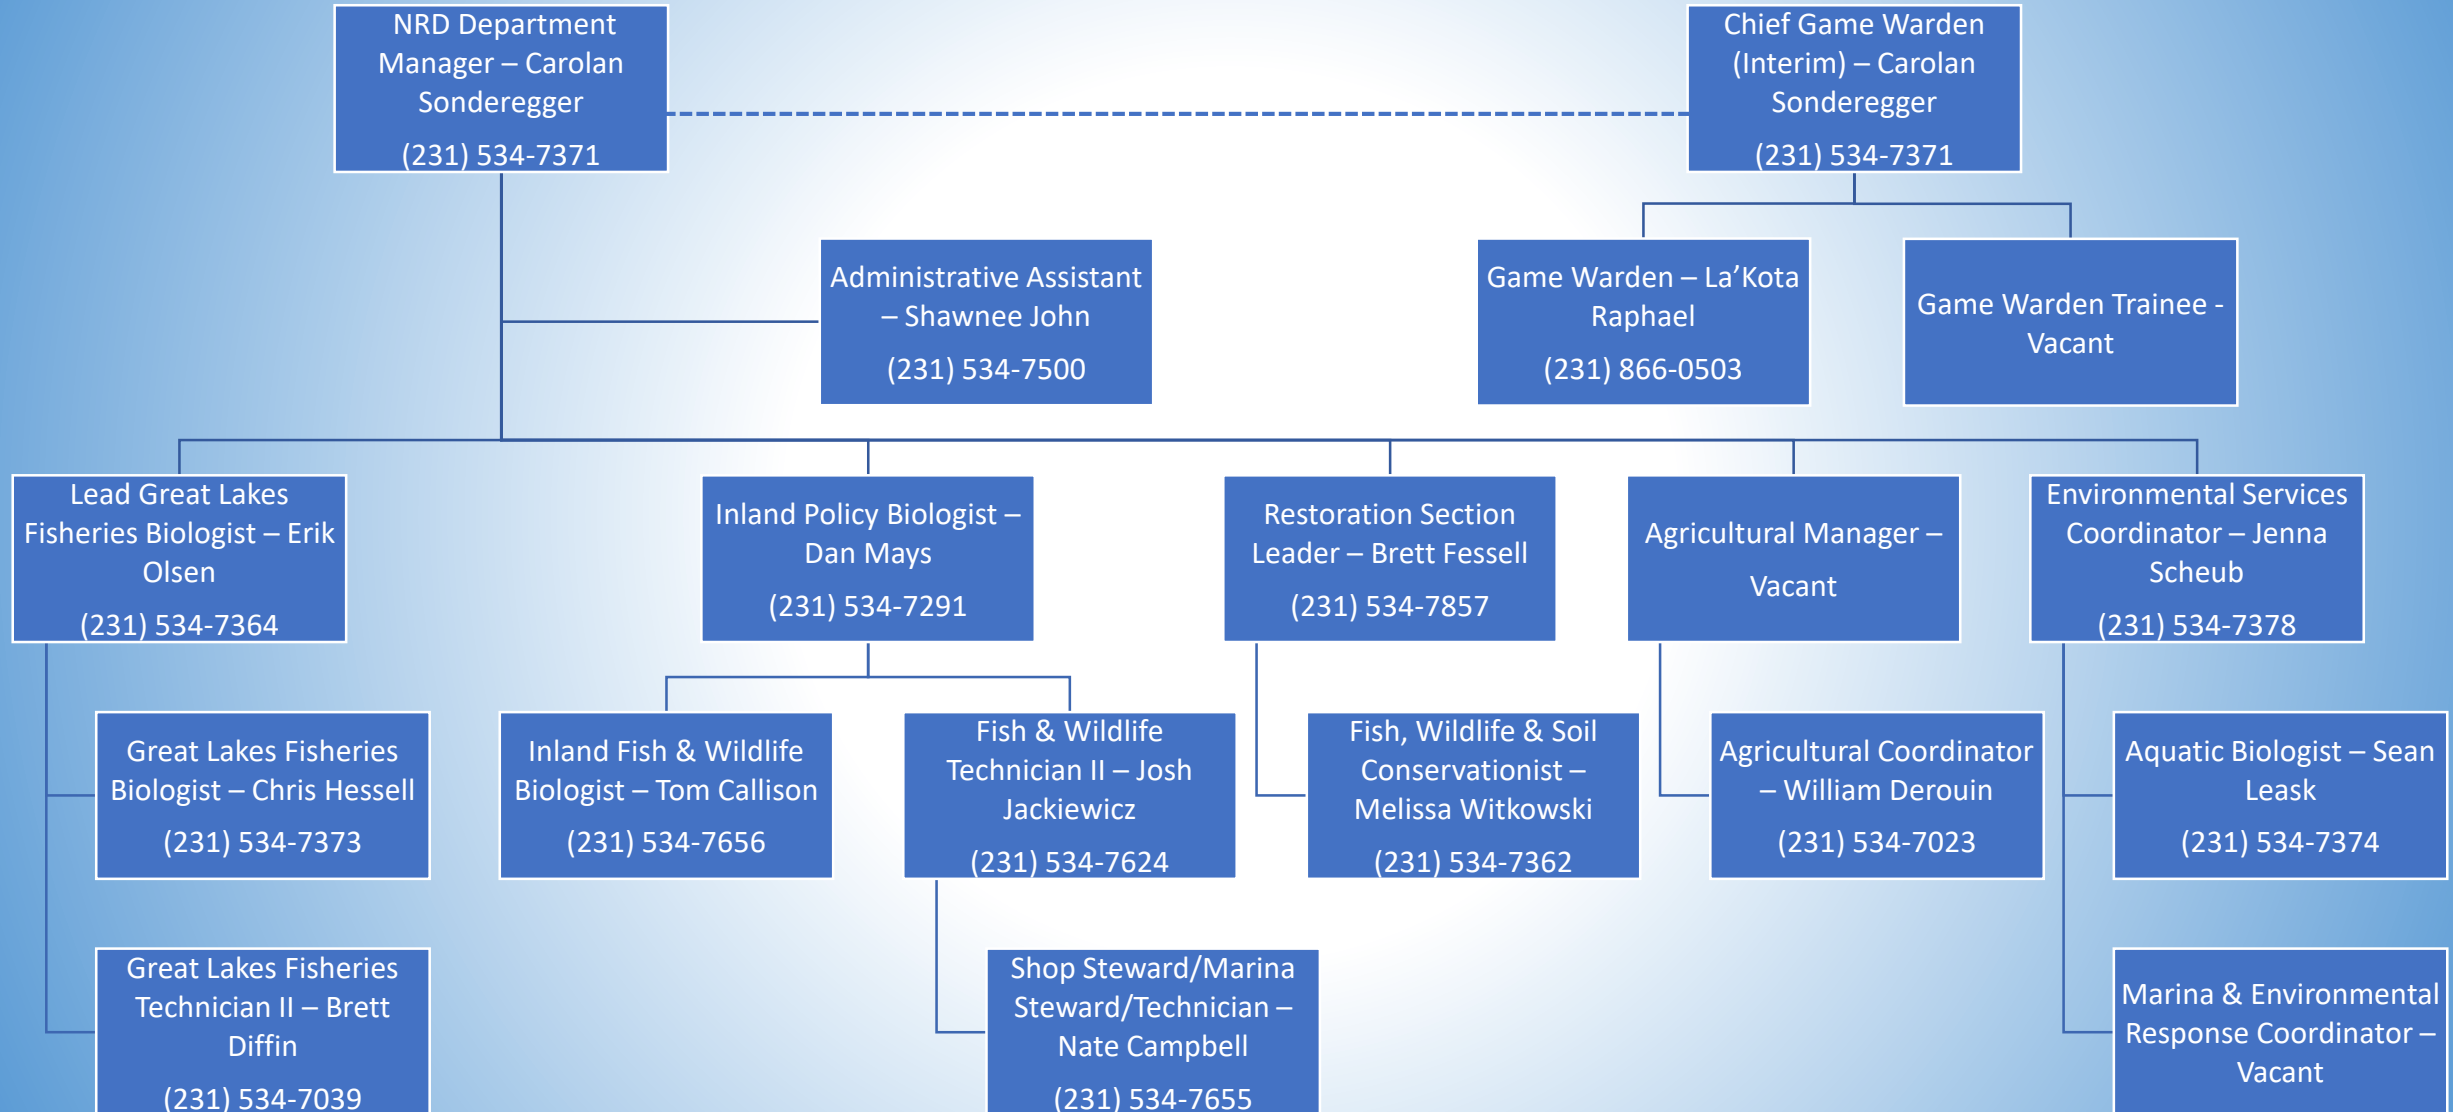 NRD Department
Manager – Carolan
Sonderegger
(231) 534-7371
Chief Game Warden
(Interim) – Carolan
Sonderegger
(231) 534-7371
Administrative Assistant
– Shawnee John
(231) 534-7500
Game Warden – La’Kota
Raphael
(231) 866-0503
Game Warden Trainee -
Vacant
Lead Great Lakes
Fisheries Biologist – Erik
Olsen
(231) 534-7364
Inland Policy Biologist –
Dan Mays
(231) 534-7291
Restoration Section
Leader – Brett Fessell
(231) 534-7857
Agricultural Manager –
Vacant
Environmental Services
Coordinator – Jenna
Scheub
(231) 534-7378
Great Lakes Fisheries
Biologist – Chris Hessell
(231) 534-7373
Inland Fish & Wildlife
Biologist – Tom Callison
(231) 534-7656
Fish & Wildlife
Technician II – Josh
Jackiewicz
(231) 534-7624
Fish, Wildlife & Soil
Conservationist –
Melissa Witkowski
(231) 534-7362
Agricultural Coordinator
– William Derouin
(231) 534-7023
Aquatic Biologist – Sean
Leask
(231) 534-7374
Great Lakes Fisheries
Technician II – Brett
Diffin
(231) 534-7039
Shop Steward/Marina
Steward/Technician –
Nate Campbell
(231) 534-7655
Marina & Environmental
Response Coordinator –
Vacant